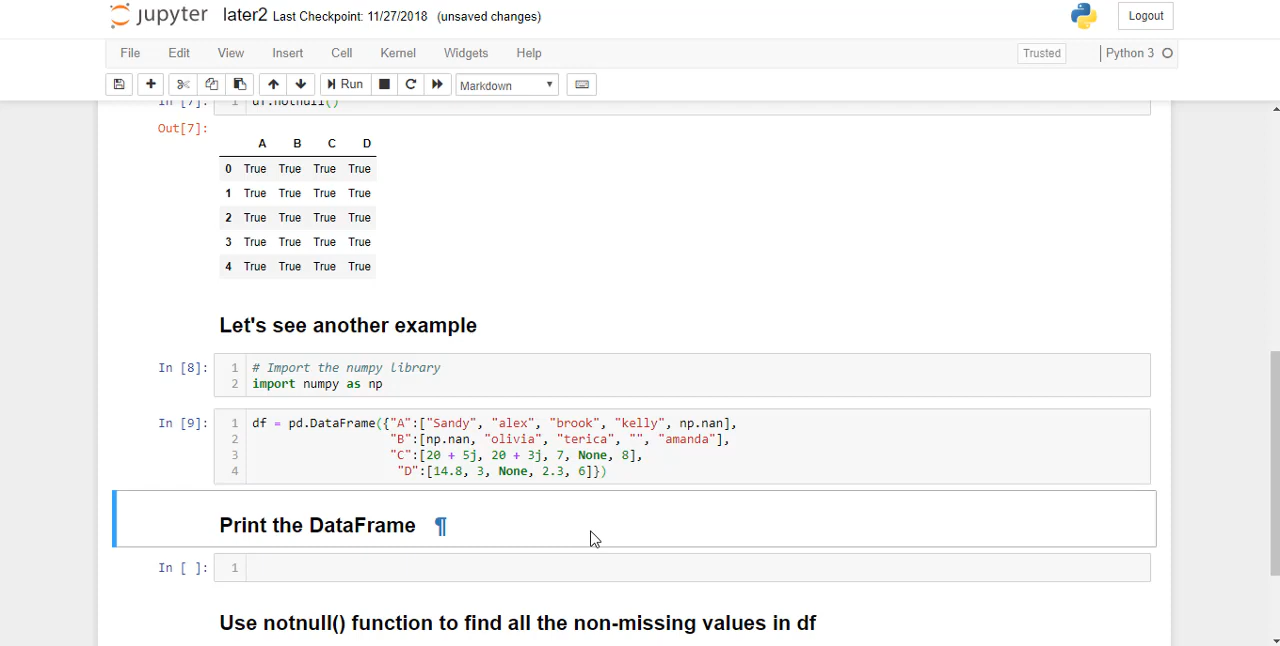 jupyter later2 Last Checkpoint: 11/27/2018 (unsaved changes) Logout
File Edit View Insert Cell Kernel Widgets Help Trusted Python 3
Run Markdown
In [7]: 1 df.notnull()
Out[7]:
A B C D
0 True True True True
1 True True True True
2 True True True True
3 True True True True
4 True True True True
Let's see another example
In [8]: 1 # Import the numpy library
2 import numpy as np
In [9]: 1 df = pd.DataFrame({"A":["Sandy", "alex", "brook", "kelly", np.nan],
2 "B":[np.nan, "olivia", "terica", "", "amanda"],
3 "C":[20 + 5j, 20 + 3j, 7, None, 8],
4 "D":[14.8, 3, None, 2.3, 6]})
Print the DataFrame ¶
In [ ]: 1
Use notnull() function to find all the non-missing values in df